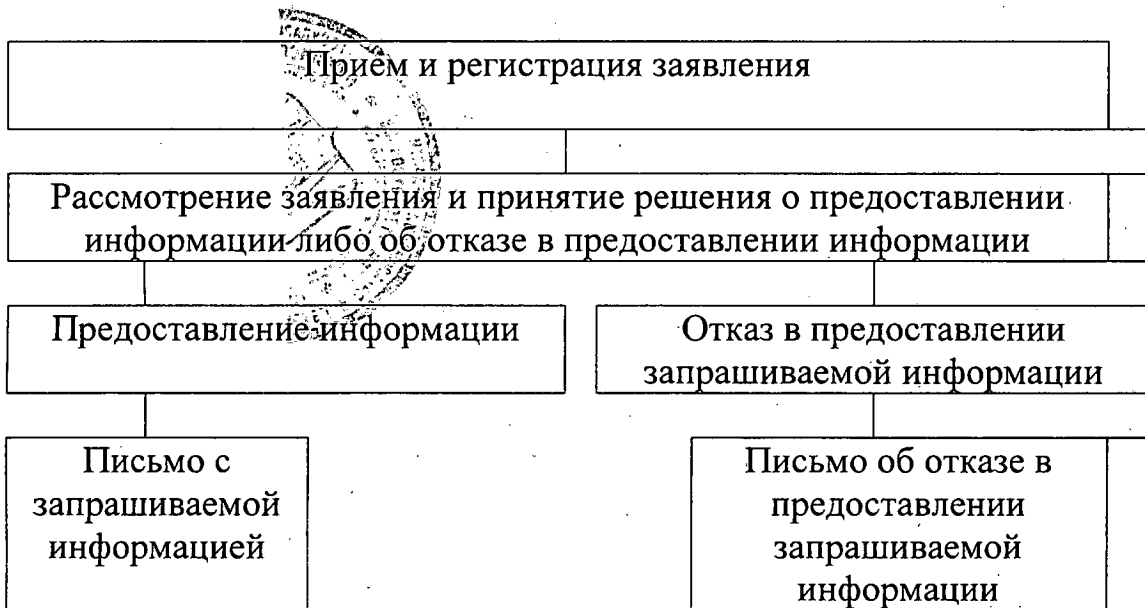 Прием и регистрация заявления
Рассмотрение заявления и принятие решения о предоставлении
информации либо об отказе в предоставлении информации
Предоставление информации
Отказ в предоставлении
запрашиваемой информации
Письмо с
запрашиваемой
информацией
Письмо об отказе в
предоставлении
запрашиваемой
информации